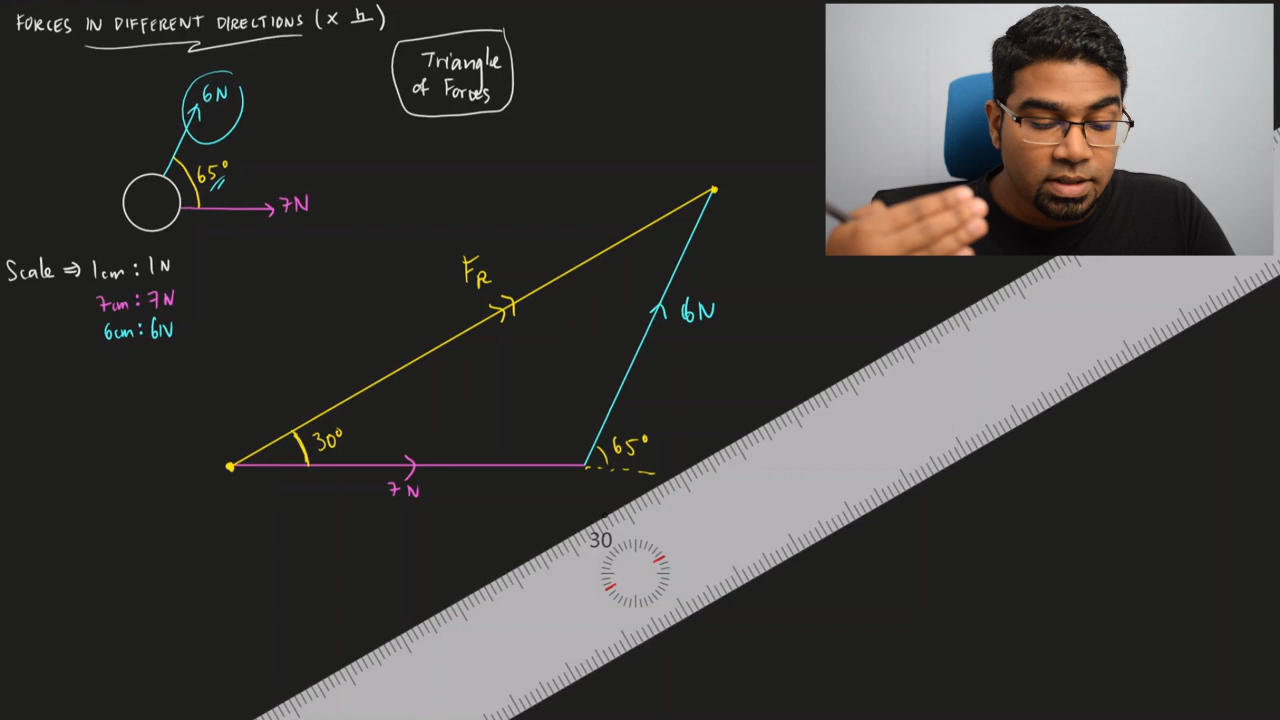 FORCES IN DIFFERENT DIRECTIONS (× h)
Triangle
of Forces
6N
65°
7N
Scale ⇒ 1cm : 1N
7cm : 7N
6cm : 6N
FR
6N
30°
65°
7N
30